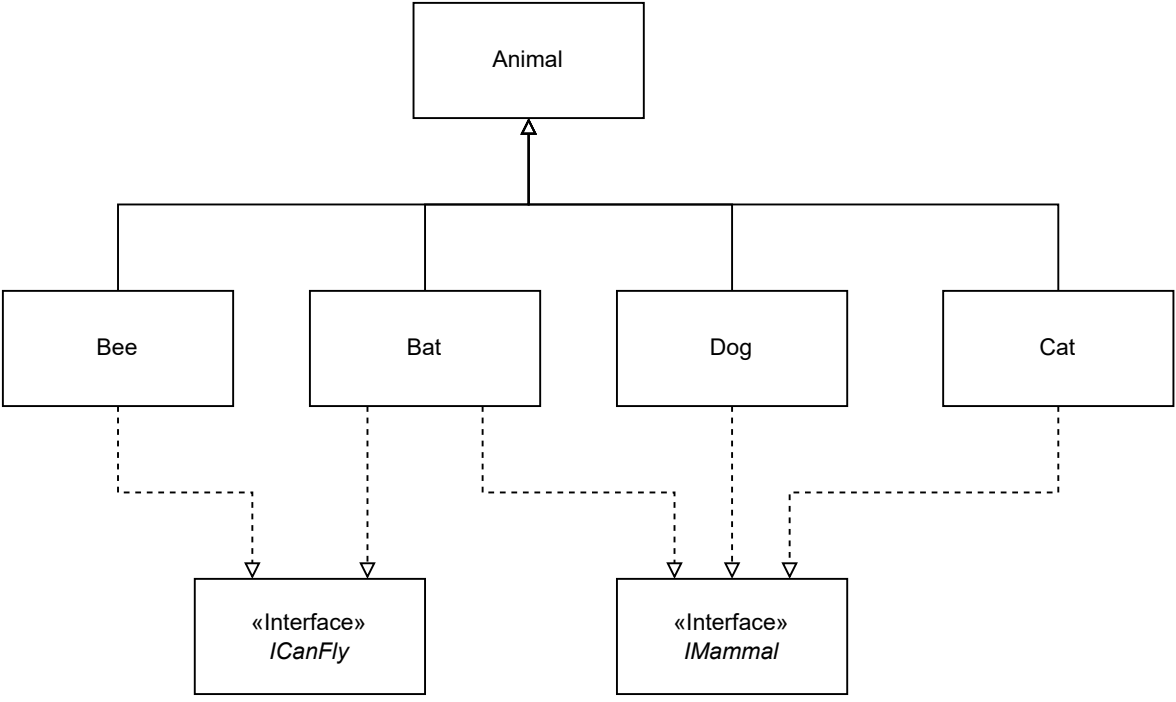 Animal
Bee
Bat
Dog
Cat
«Interface»
ICanFly
«Interface»
IMammal